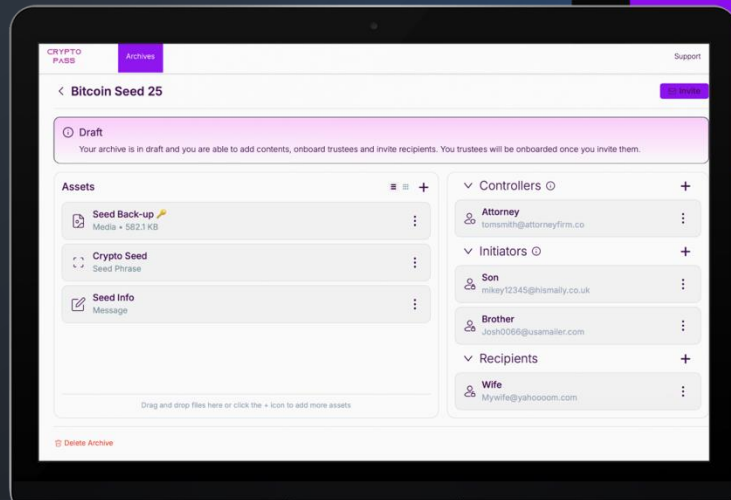 CRYPTO
PASS
Archives
Support
Bitcoin Seed 25
Invite
Draft
Your archive is in draft and you are able to add contents, onboard trustees and invite recipients. You trustees will be onboarded once you invite them.
Assets
Seed Back-up 🔑
Media • 582.1 KB
Crypto Seed
Seed Phrase
Seed Info
Message
Drag and drop files here or click the + icon to add more assets
Controllers
Attorney
tomsmith@attorneyfirm.co
Initiators
Son
mikey12345@hismaily.co.uk
Brother
Josh0066@usamailer.com
Recipients
Wife
Mywife@yahoooom.com
Delete Archive